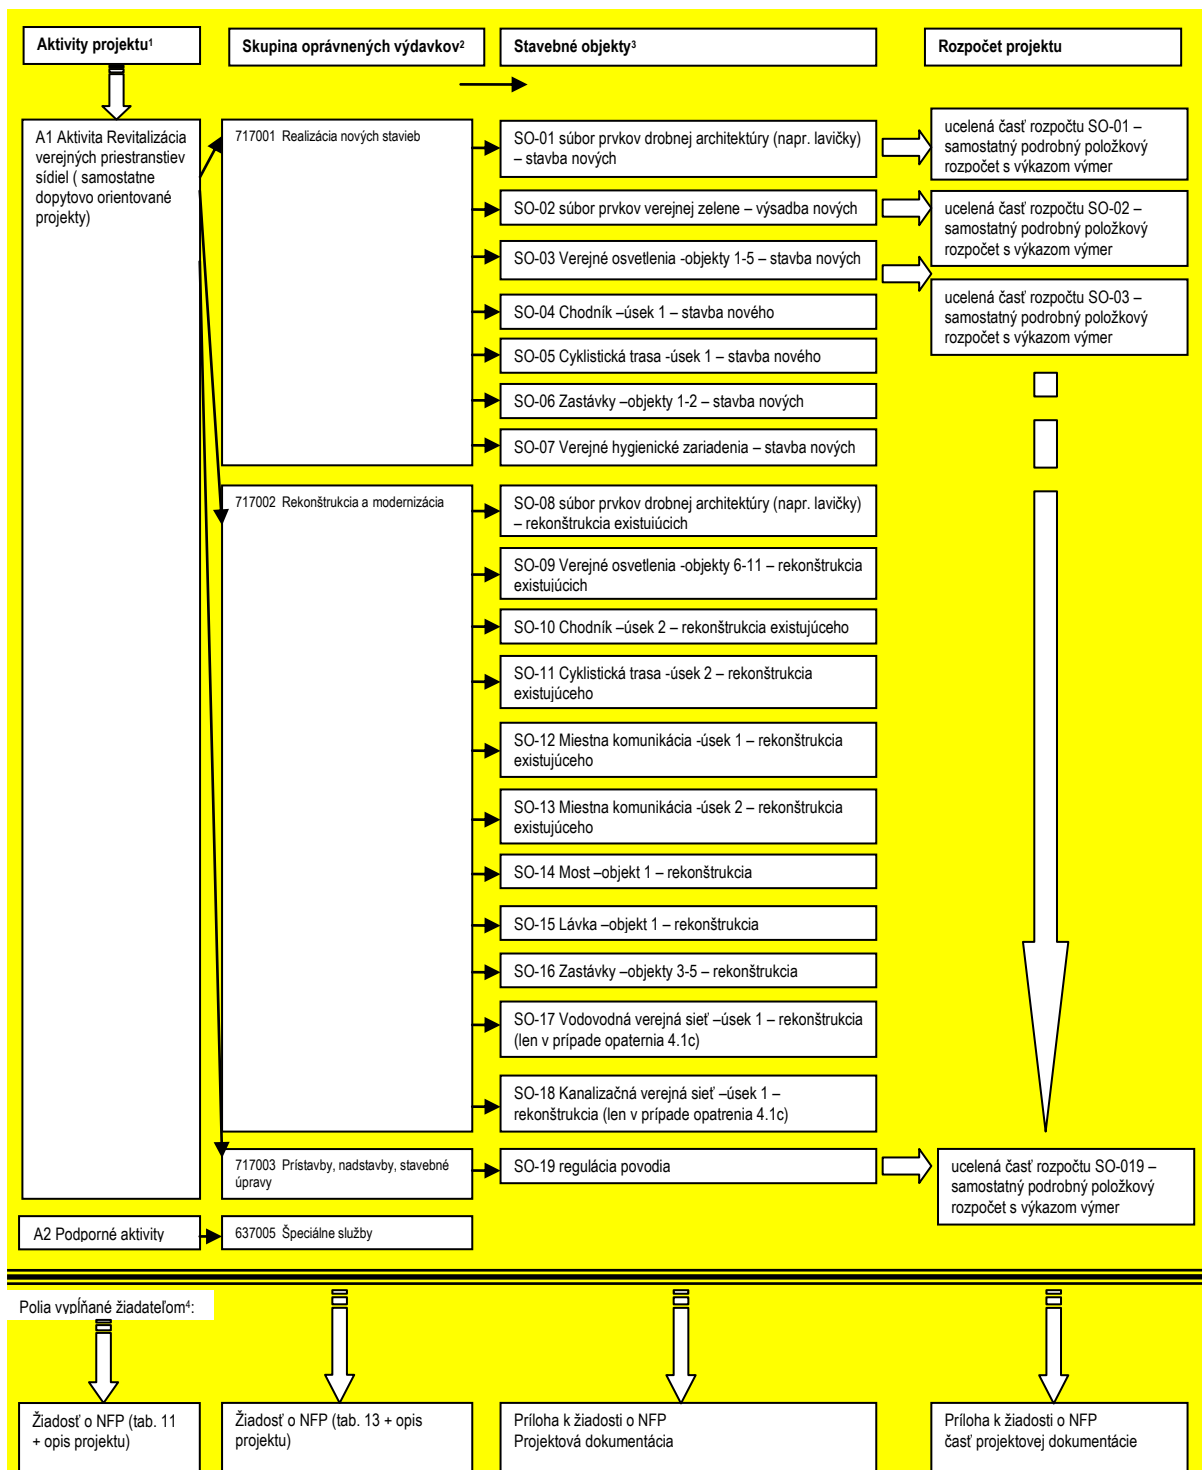 Aktivity projektu¹
Skupina oprávnených výdavkov²
Stavebné objekty³
Rozpočet projektu
A1 Aktivita Revitalizácia
verejných priestranstiev
sídiel ( samostatne
dopytovo orientované
projekty)
717001 Realizácia nových stavieb
SO-01 súbor prvkov drobnej architektúry (napr. lavičky)
– stavba nových
SO-02 súbor prvkov verejnej zelene – výsadba nových
SO-03 Verejné osvetlenia -objekty 1-5 – stavba nových
SO-04 Chodník –úsek 1 – stavba nového
SO-05 Cyklistická trasa -úsek 1 – stavba nového
SO-06 Zastávky –objekty 1-2 – stavba nových
SO-07 Verejné hygienické zariadenia – stavba nových
ucelená časť rozpočtu SO-01 –
samostatný podrobný položkový
rozpočet s výkazom výmer
ucelená časť rozpočtu SO-02 –
samostatný podrobný položkový
rozpočet s výkazom výmer
ucelená časť rozpočtu SO-03 –
samostatný podrobný položkový
rozpočet s výkazom výmer
717002 Rekonštrukcia a modernizácia
SO-08 súbor prvkov drobnej architektúry (napr. lavičky)
– rekonštrukcia existujúcich
SO-09 Verejné osvetlenia -objekty 6-11 – rekonštrukcia
existujúcich
SO-10 Chodník –úsek 2 – rekonštrukcia existujúceho
SO-11 Cyklistická trasa -úsek 2 – rekonštrukcia
existujúceho
SO-12 Miestna komunikácia -úsek 1 – rekonštrukcia
existujúceho
SO-13 Miestna komunikácia -úsek 2 – rekonštrukcia
existujúceho
SO-14 Most –objekt 1 – rekonštrukcia
SO-15 Lávka –objekt 1 – rekonštrukcia
SO-16 Zastávky –objekty 3-5 – rekonštrukcia
SO-17 Vodovodná verejná sieť –úsek 1 – rekonštrukcia
(len v prípade opaternia 4.1c)
SO-18 Kanalizačná verejná sieť –úsek 1 –
rekonštrukcia (len v prípade opatrenia 4.1c)
717003 Prístavby, nadstavby, stavebné
úpravy
SO-19 regulácia povodia
ucelená časť rozpočtu SO-019 –
samostatný podrobný položkový
rozpočet s výkazom výmer
A2 Podporné aktivity
637005 Špeciálne služby
Polia vypĺňané žiadateľom⁴:
Žiadosť o NFP (tab. 11
+ opis projektu)
Žiadosť o NFP (tab. 13 + opis
projektu)
Príloha k žiadosti o NFP
Projektová dokumentácia
Príloha k žiadosti o NFP
časť projektovej dokumentácie